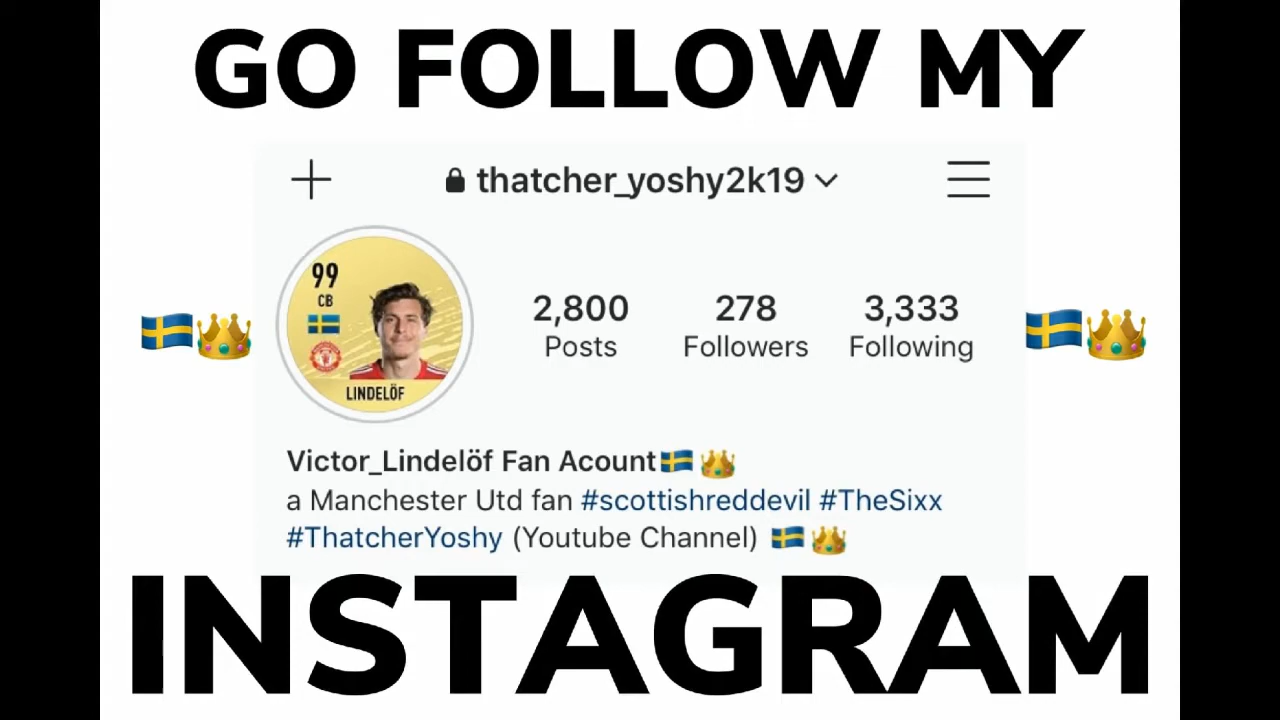 GO FOLLOW MY
thatcher_yoshy2k19
99
CB
LINDELÖF
2,800 278 3,333
Posts Followers Following
Victor_Lindelöf Fan Acount🇸🇪👑
a Manchester Utd fan #scottishreddevil #TheSixx
#ThatcherYoshy (Youtube Channel) 🇸🇪👑
INSTAGRAM